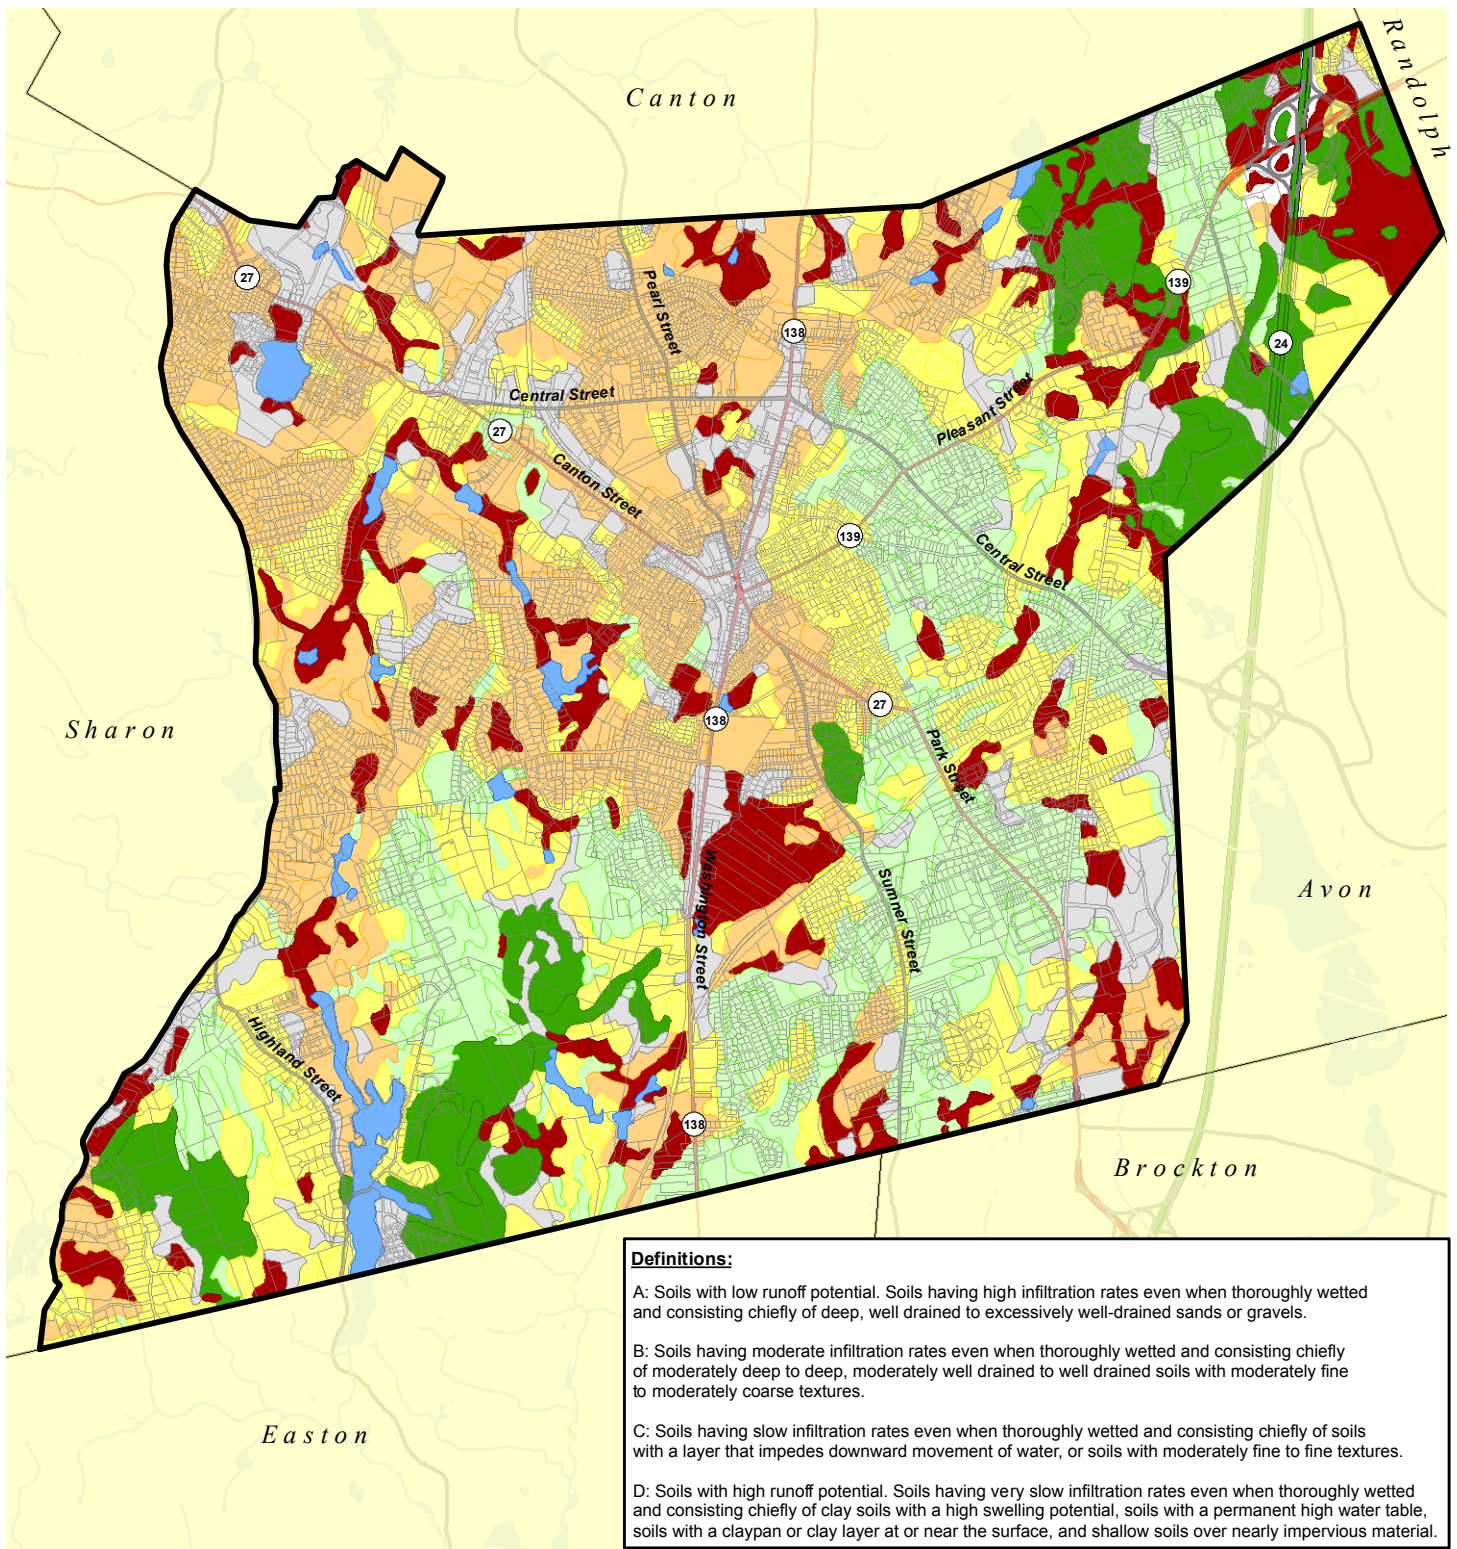 Randolph
Canton
27
Pearl Street
139
138
24
Central Street
27
Pleasant Street
Canton Street
139
Central Street
Sharon
27
138
Park Street
Washington Street
Sumner Street
Avon
Highland Street
138
Brockton
Easton
Definitions:
A: Soils with low runoff potential. Soils having high infiltration rates even when thoroughly wetted
and consisting chiefly of deep, well drained to excessively well-drained sands or gravels.
B: Soils having moderate infiltration rates even when thoroughly wetted and consisting chiefly
of moderately deep to deep, moderately well drained to well drained soils with moderately fine
to moderately coarse textures.
C: Soils having slow infiltration rates even when thoroughly wetted and consisting chiefly of soils
with a layer that impedes downward movement of water, or soils with moderately fine to fine textures.
D: Soils with high runoff potential. Soils having very slow infiltration rates even when thoroughly wetted
and consisting chiefly of clay soils with a high swelling potential, soils with a permanent high water table,
soils with a claypan or clay layer at or near the surface, and shallow soils over nearly impervious material.